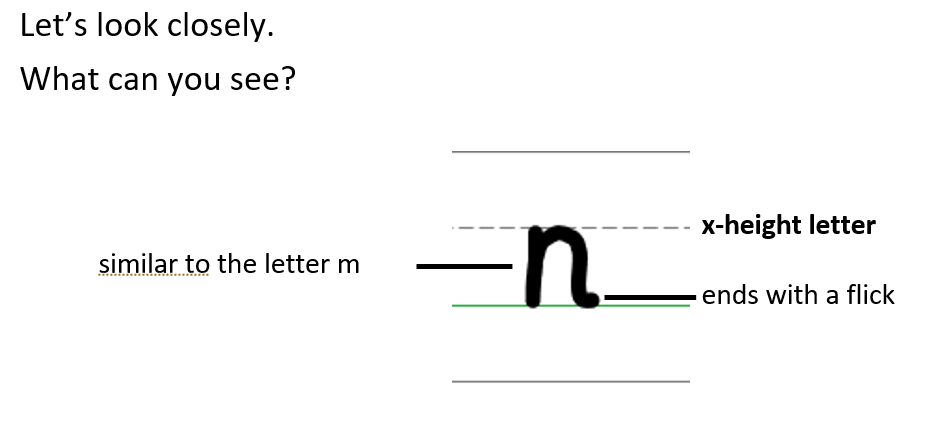 Let’s look closely.
What can you see?
x-height letter
similar to the letter m
n
ends with a flick